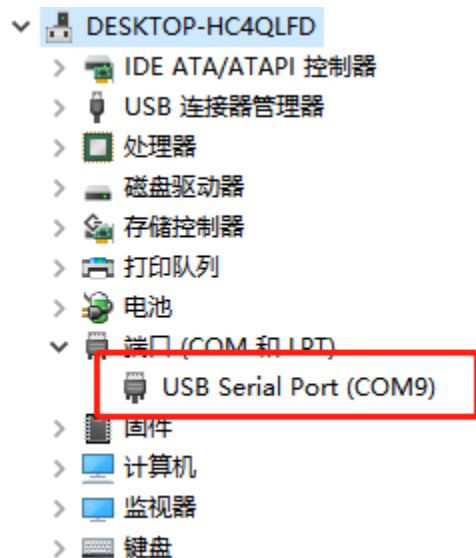 DESKTOP-HC4QLFD
IDE ATA/ATAPI 控制器
USB 连接器管理器
处理器
磁盘驱动器
存储控制器
打印队列
电池
端口 (COM 和 LPT)
USB Serial Port (COM9)
固件
计算机
监视器
键盘